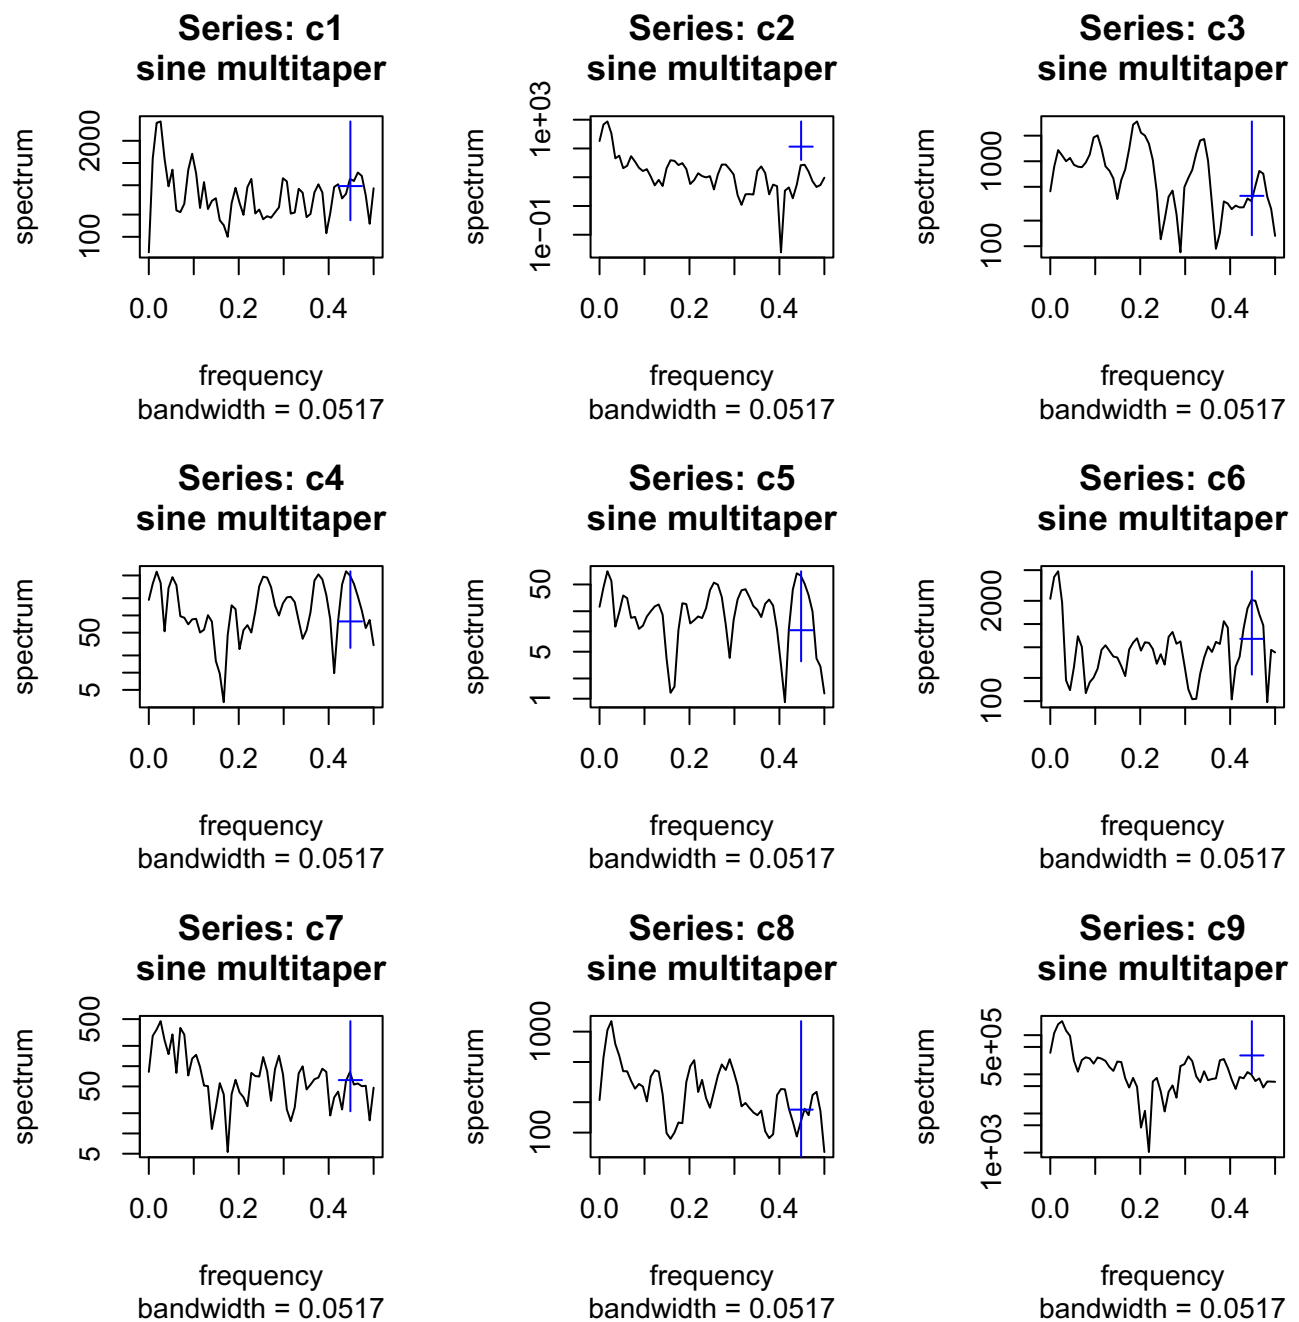 Series: c1
sine multitaper
spectrum
2000
100
0.0 0.2 0.4
frequency
bandwidth = 0.0517
Series: c2
sine multitaper
spectrum
1e+03
1e−01
0.0 0.2 0.4
frequency
bandwidth = 0.0517
Series: c3
sine multitaper
spectrum
1000
100
0.0 0.2 0.4
frequency
bandwidth = 0.0517
Series: c4
sine multitaper
spectrum
50
5
0.0 0.2 0.4
frequency
bandwidth = 0.0517
Series: c5
sine multitaper
spectrum
50
5
1
0.0 0.2 0.4
frequency
bandwidth = 0.0517
Series: c6
sine multitaper
spectrum
2000
100
0.0 0.2 0.4
frequency
bandwidth = 0.0517
Series: c7
sine multitaper
spectrum
500
50
5
0.0 0.2 0.4
frequency
bandwidth = 0.0517
Series: c8
sine multitaper
spectrum
1000
100
0.0 0.2 0.4
frequency
bandwidth = 0.0517
Series: c9
sine multitaper
spectrum
5e+05
1e+03
0.0 0.2 0.4
frequency
bandwidth = 0.0517